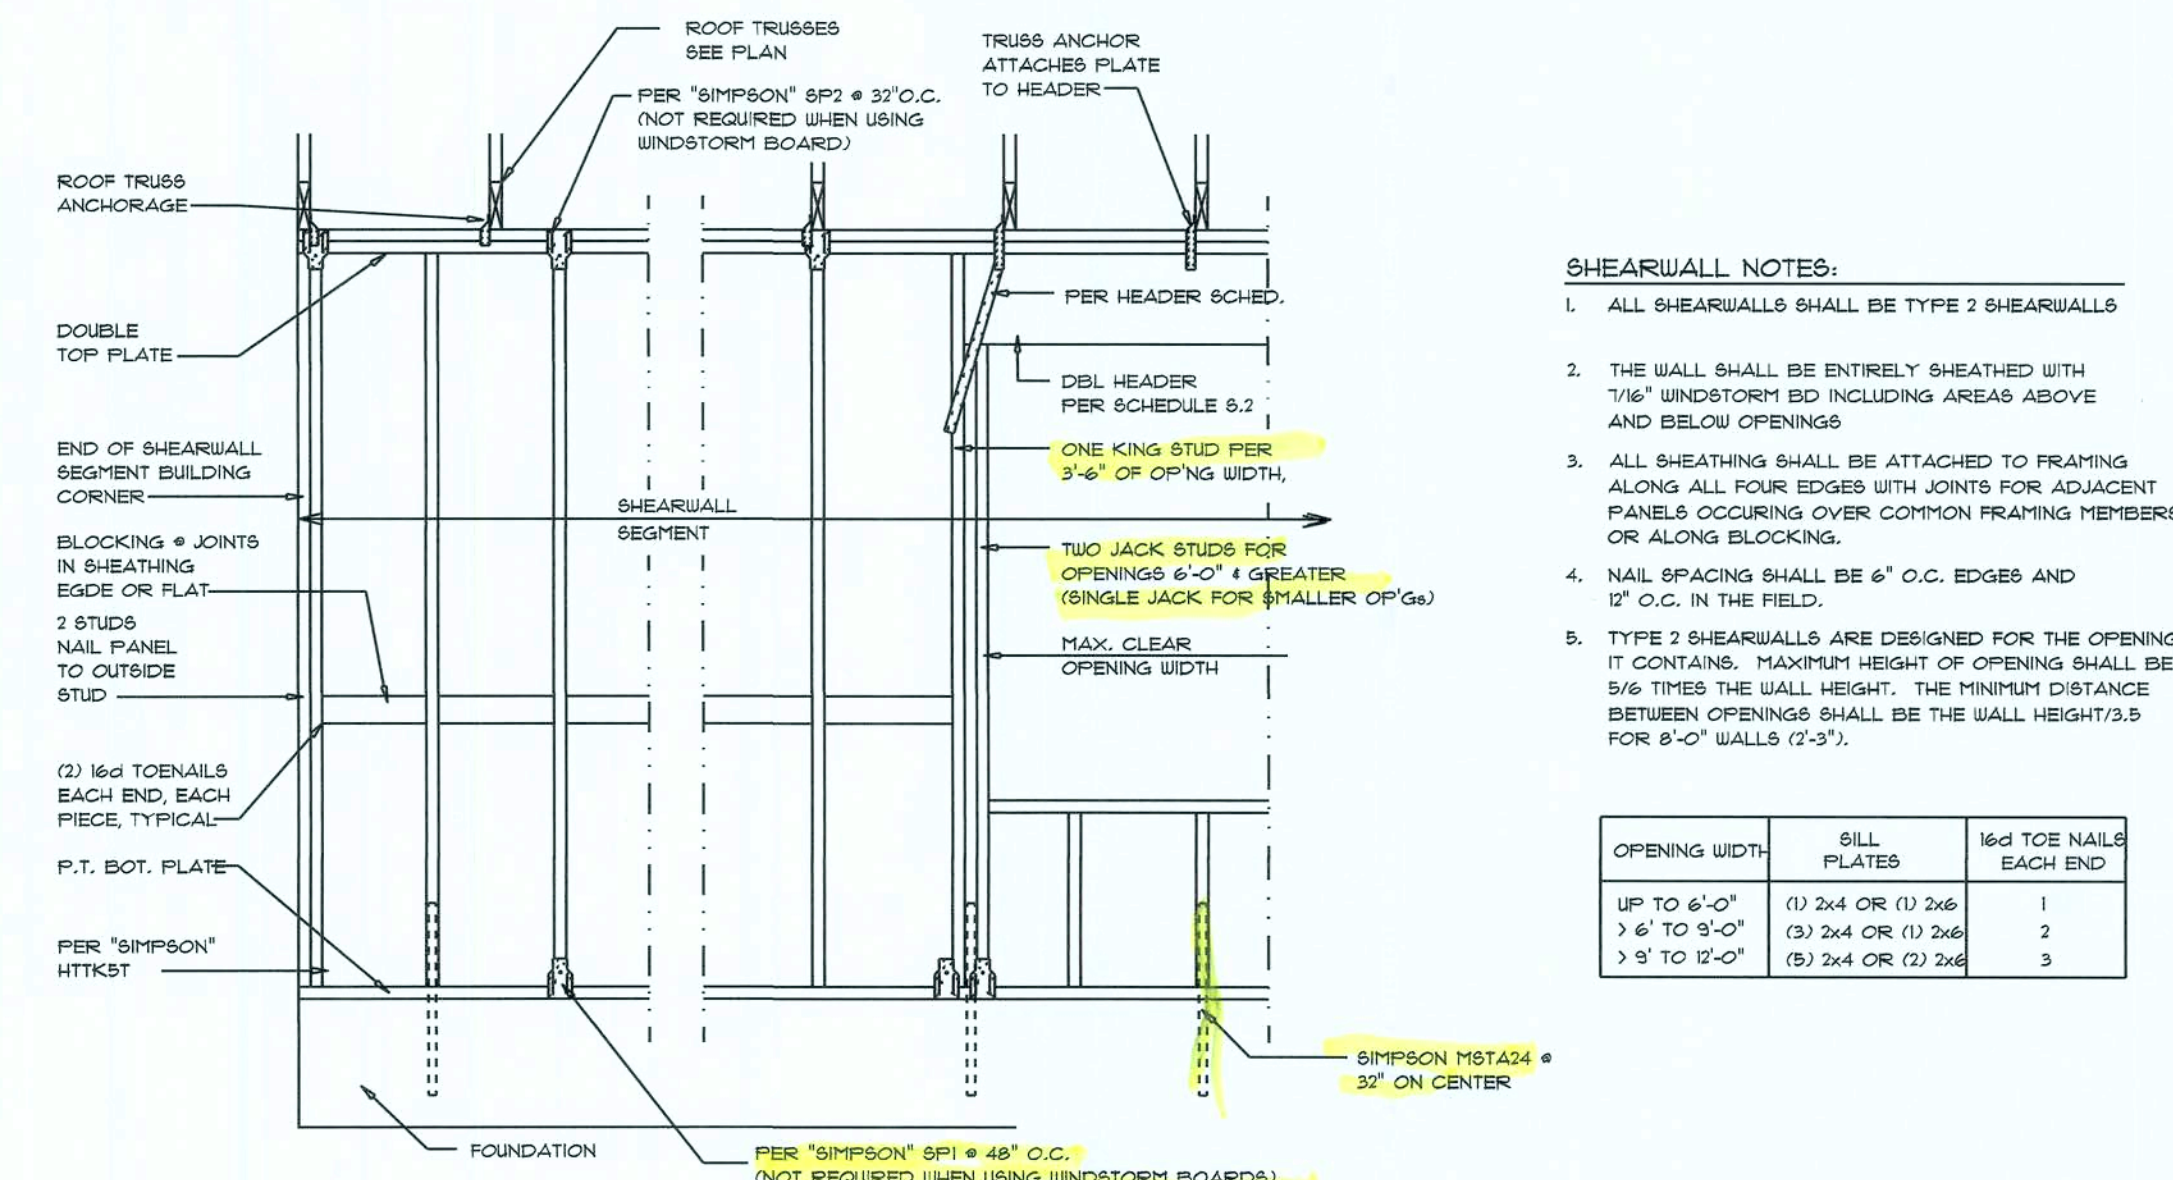 ROOF TRUSSES
SEE PLAN
PER "SIMPSON" SP2 @ 32"O.C.
(NOT REQUIRED WHEN USING
WINDSTORM BOARD)
TRUSS ANCHOR
ATTACHES PLATE
TO HEADER
ROOF TRUSS
ANCHORAGE
DOUBLE
TOP PLATE
END OF SHEARWALL
SEGMENT BUILDING
CORNER
BLOCKING @ JOINTS
IN SHEATHING
EGDE OR FLAT
2 STUDS
NAIL PANEL
TO OUTSIDE
STUD
(2) 16d TOENAILS
EACH END, EACH
PIECE, TYPICAL
P.T. BOT. PLATE
PER "SIMPSON"
HTTK5T
SHEARWALL
SEGMENT
PER HEADER SCHED.
DBL HEADER
PER SCHEDULE S.2
ONE KING STUD PER
3'-6" OF OP'NG WIDTH,
TWO JACK STUDS FOR
OPENINGS 6'-0" & GREATER
(SINGLE JACK FOR SMALLER OP'Gs)
MAX. CLEAR
OPENING WIDTH
SIMPSON MSTA24 @
32" ON CENTER
FOUNDATION
PER "SIMPSON" SP1 @ 48" O.C.
(NOT REQUIRED WHEN USING WINDSTORM BOARDS)
SHEARWALL NOTES:
1. ALL SHEARWALLS SHALL BE TYPE 2 SHEARWALLS
2. THE WALL SHALL BE ENTIRELY SHEATHED WITH
7/16" WINDSTORM BD INCLUDING AREAS ABOVE
AND BELOW OPENINGS
3. ALL SHEATHING SHALL BE ATTACHED TO FRAMING
ALONG ALL FOUR EDGES WITH JOINTS FOR ADJACENT
PANELS OCCURING OVER COMMON FRAMING MEMBERS
OR ALONG BLOCKING.
4. NAIL SPACING SHALL BE 6" O.C. EDGES AND
12" O.C. IN THE FIELD.
5. TYPE 2 SHEARWALLS ARE DESIGNED FOR THE OPENING
IT CONTAINS. MAXIMUM HEIGHT OF OPENING SHALL BE
5/6 TIMES THE WALL HEIGHT. THE MINIMUM DISTANCE
BETWEEN OPENINGS SHALL BE THE WALL HEIGHT/3.5
FOR 8'-0" WALLS (2'-3").
OPENING WIDTH SILL PLATES 16d TOE NAILS EACH END
UP TO 6'-0" (1) 2x4 OR (1) 2x6 1
> 6' TO 9'-0" (3) 2x4 OR (1) 2x6 2
> 9' TO 12'-0" (5) 2x4 OR (2) 2x6 3